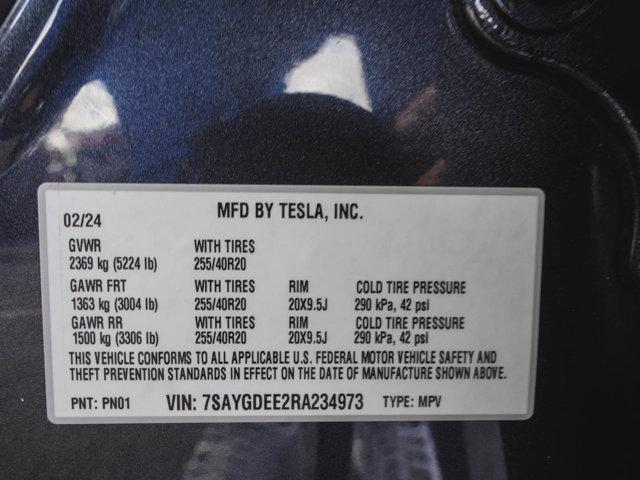 MFD BY TESLA, INC.
02/24
GVWR WITH TIRES
2369 kg (5224 lb) 255/40R20
GAWR FRT WITH TIRES RIM COLD TIRE PRESSURE
1363 kg (3004 lb) 255/40R20 20X9.5J 290 kPa, 42 psi
GAWR RR WITH TIRES RIM COLD TIRE PRESSURE
1500 kg (3306 lb) 255/40R20 20X9.5J 290 kPa, 42 psi
THIS VEHICLE CONFORMS TO ALL APPLICABLE U.S. FEDERAL MOTOR VEHICLE SAFETY AND
THEFT PREVENTION STANDARDS IN EFFECT ON THE DATE OF MANUFACTURE SHOWN ABOVE.
PNT: PN01 VIN: 7SAYGDEE2RA234973 TYPE: MPV